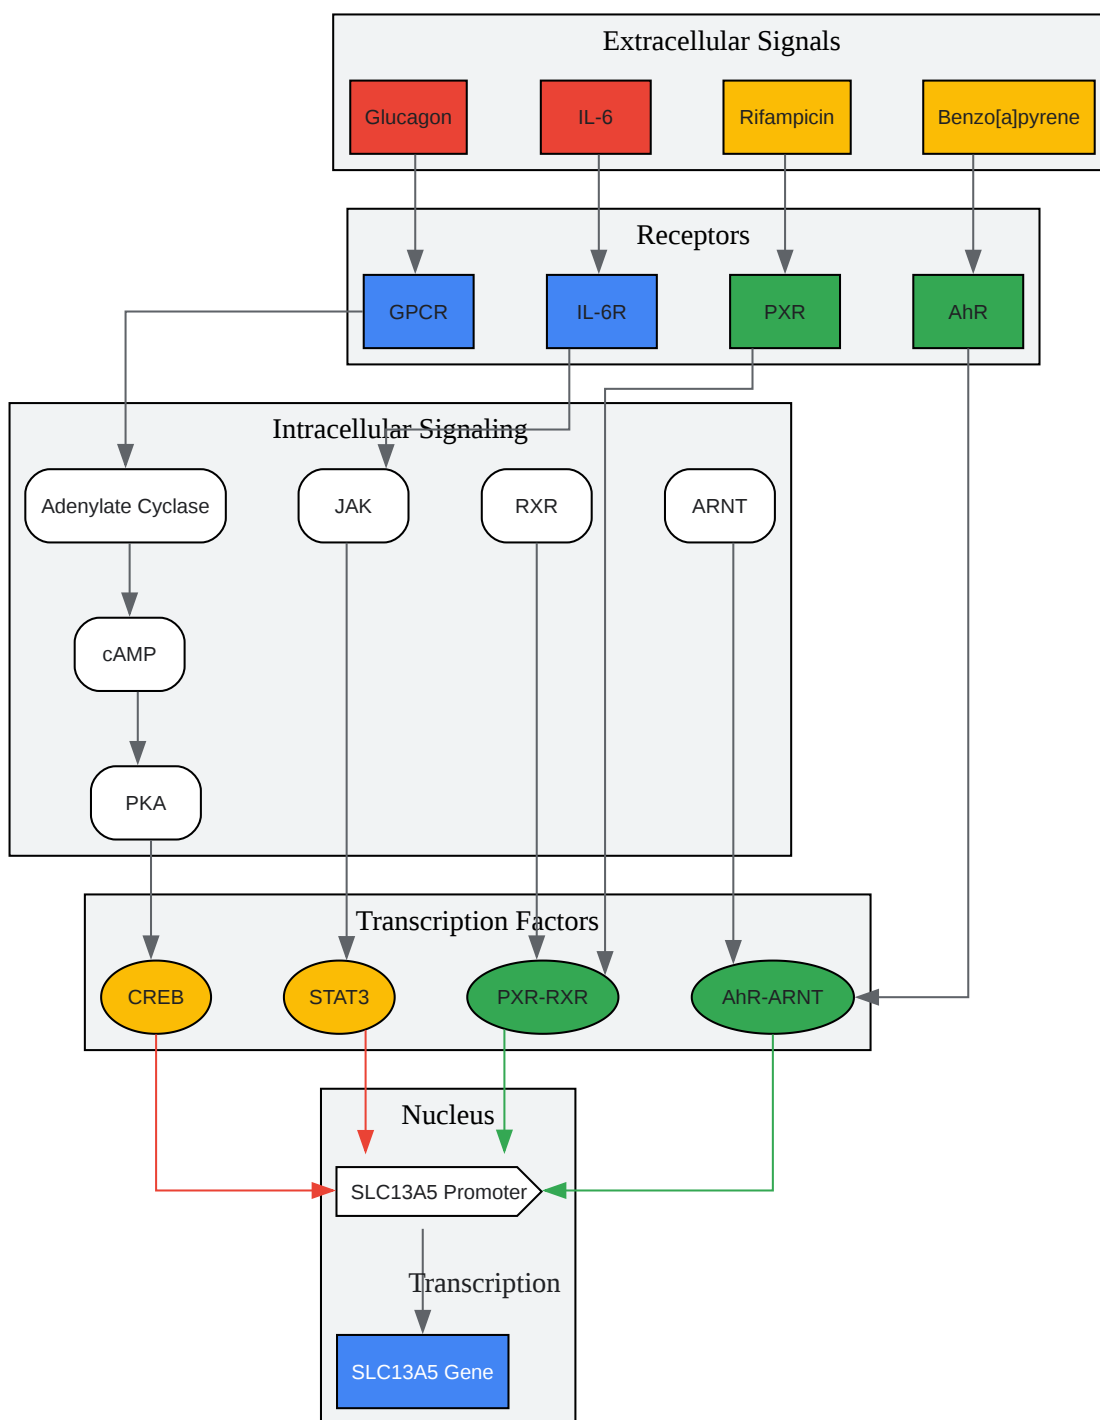 Extracellular Signals
Glucagon
IL-6
Rifampicin
Benzo[a]pyrene
Receptors
GPCR
IL-6R
PXR
AhR
Intracellular Signaling
Adenylate Cyclase
JAK
RXR
ARNT
cAMP
PKA
Transcription Factors
CREB
STAT3
PXR-RXR
AhR-ARNT
Nucleus
SLC13A5 Promoter
Transcription
SLC13A5 Gene